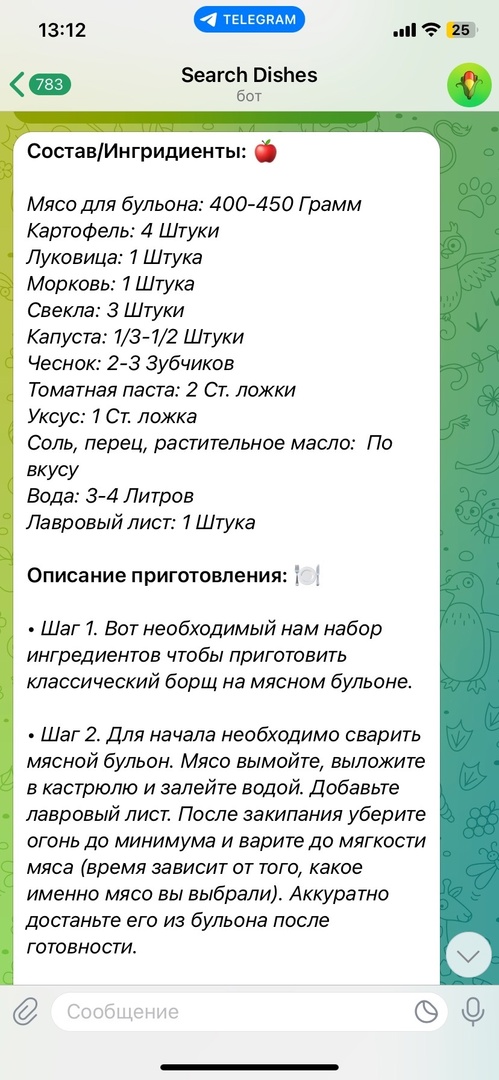 13:12
TELEGRAM
25
783
Search Dishes
бот
Состав/Ингридиенты: 🍎
Мясо для бульона: 400-450 Грамм
Картофель: 4 Штуки
Луковица: 1 Штука
Морковь: 1 Штука
Свекла: 3 Штуки
Капуста: 1/3-1/2 Штуки
Чеснок: 2-3 Зубчиков
Томатная паста: 2 Ст. ложки
Уксус: 1 Ст. ложка
Соль, перец, растительное масло:  По
вкусу
Вода: 3-4 Литров
Лавровый лист: 1 Штука
Описание приготовления: 🍽
• Шаг 1. Вот необходимый нам набор
ингредиентов чтобы приготовить
классический борщ на мясном бульоне.
• Шаг 2. Для начала необходимо сварить
мясной бульон. Мясо вымойте, выложите
в кастрюлю и залейте водой. Добавьте
лавровый лист. После закипания уберите
огонь до минимума и варите до мягкости
мяса (время зависит от того, какое
именно мясо вы выбрали). Аккуратно
достаньте его из бульона после
готовности.
Сообщение